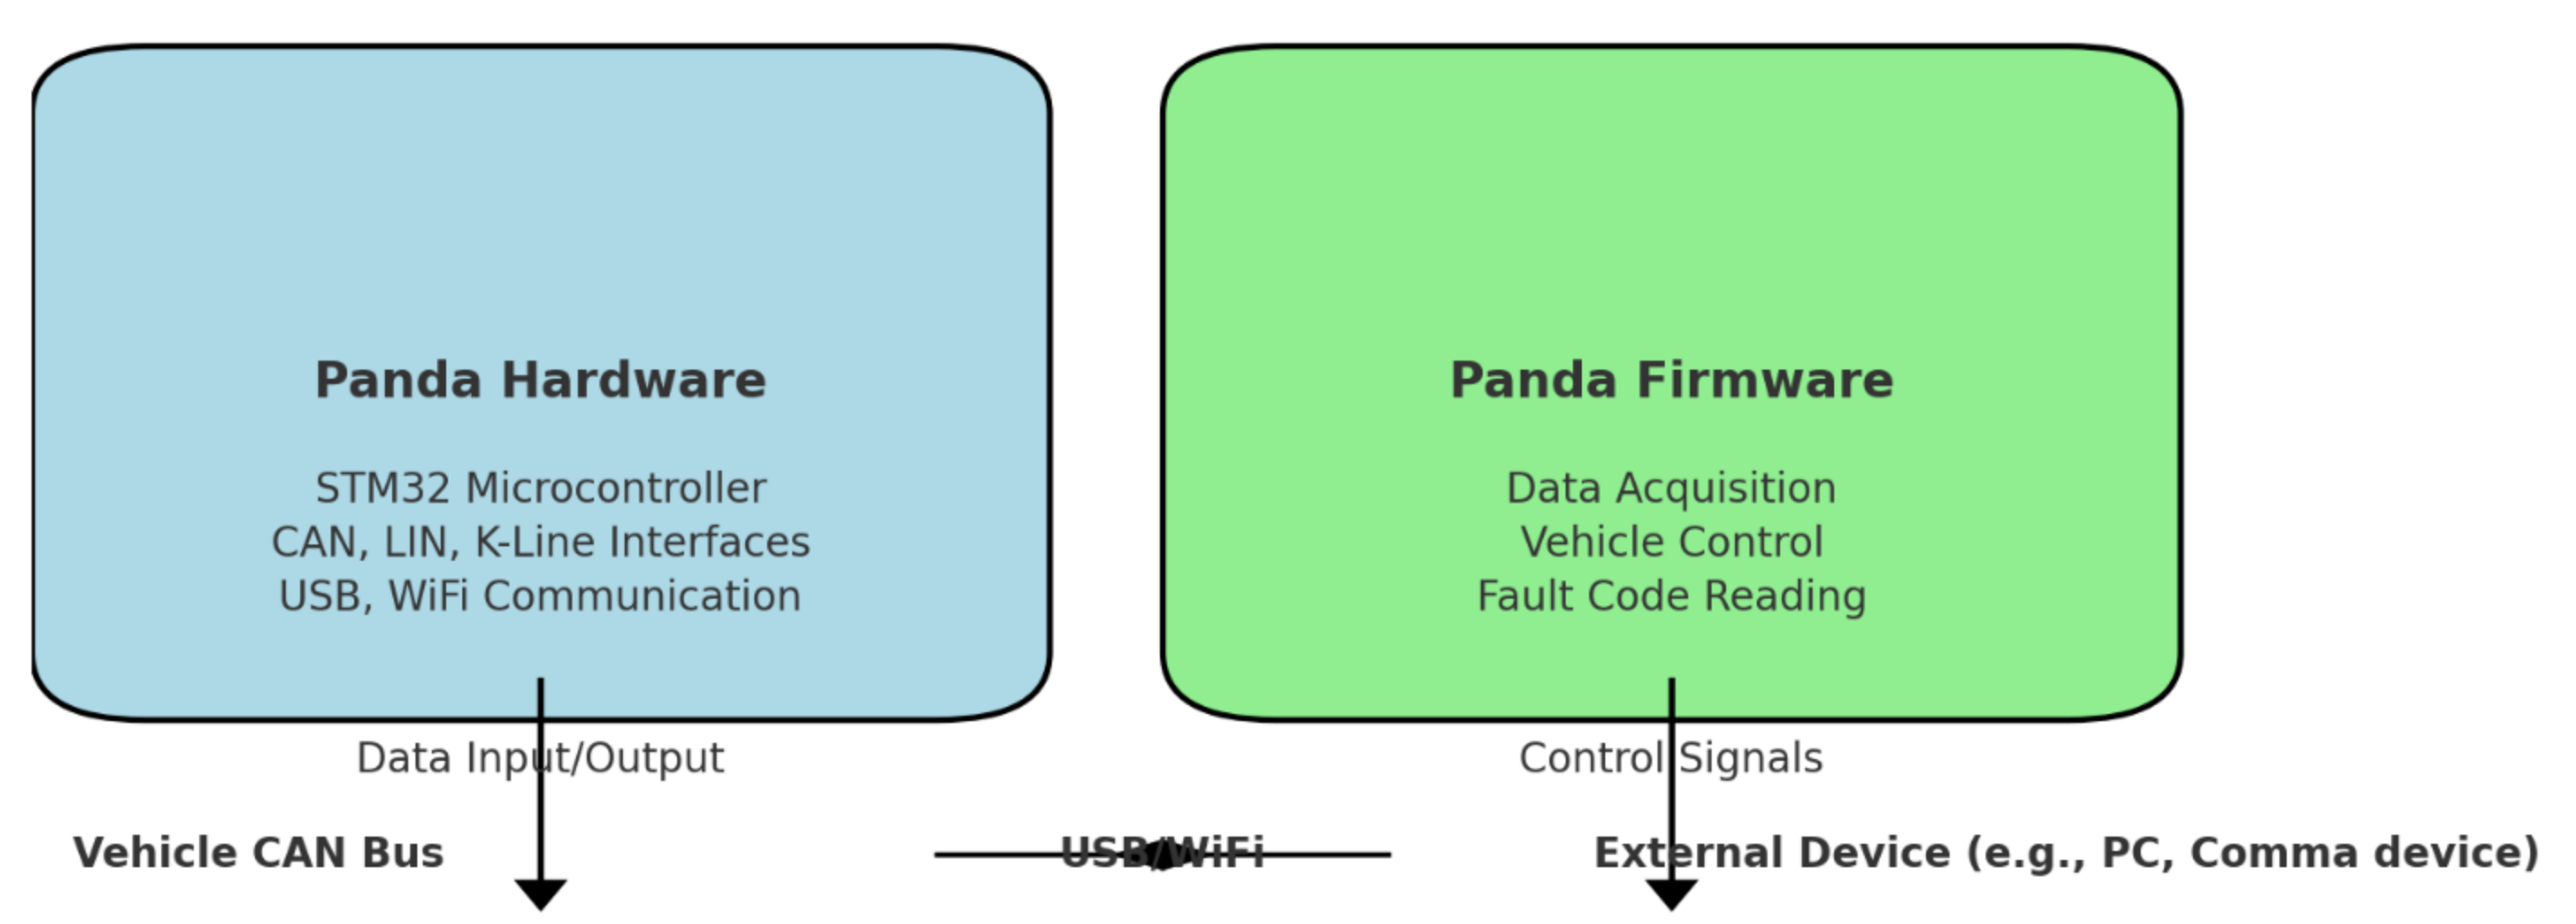 Panda Hardware
STM32 Microcontroller
CAN, LIN, K-Line Interfaces
USB, WiFi Communication
Panda Firmware
Data Acquisition
Vehicle Control
Fault Code Reading
Data Input/Output
Control Signals
Vehicle CAN Bus
USB/WiFi
External Device (e.g., PC, Comma device)